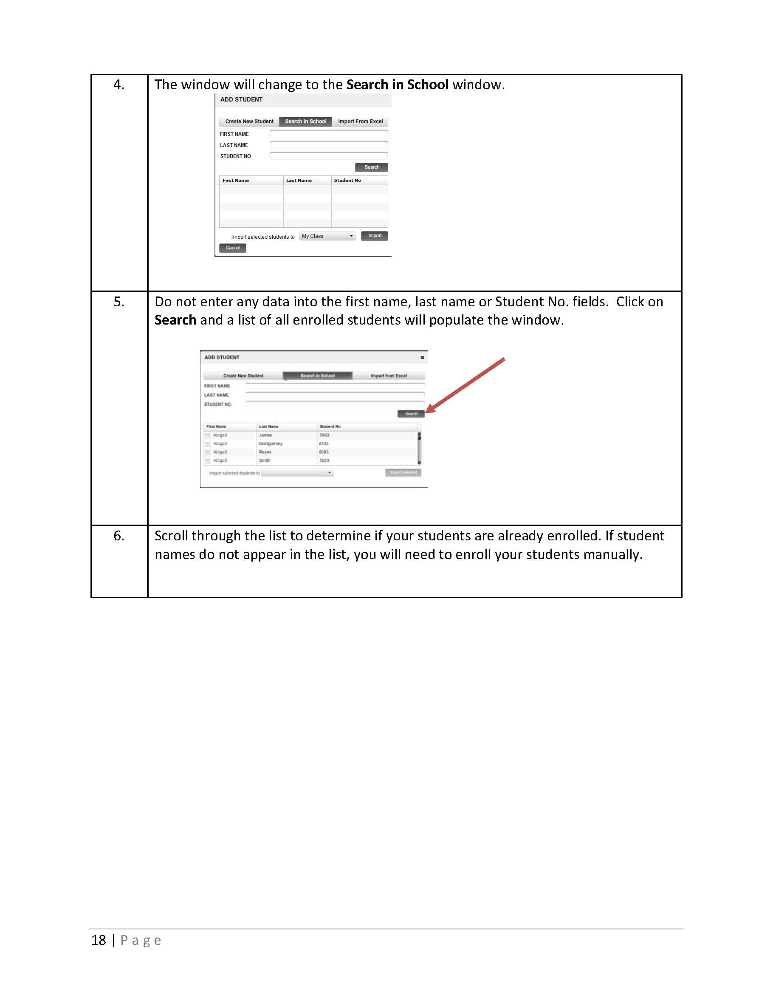 4.
The window will change to the Search in School window.
ADD STUDENT
Create New Student Search in School Import From Excel
FIRST NAME
LAST NAME
STUDENT NO
Search
First Name Last Name Student No
Import selected students to My Class Import
Cancel
5.
Do not enter any data into the first name, last name or Student No. fields. Click on
Search and a list of all enrolled students will populate the window.
ADD STUDENT
Create New Student Search in School Import from Excel
FIRST NAME
LAST NAME
STUDENT NO.
Search
First Name Last Name Student No
Abigail James 5993
Abigail Montgomery 6133
Abigail Reyes 6063
Abigail Smith 5923
Import selected students to Import Selected
6.
Scroll through the list to determine if your students are already enrolled. If student
names do not appear in the list, you will need to enroll your students manually.
18 | Page